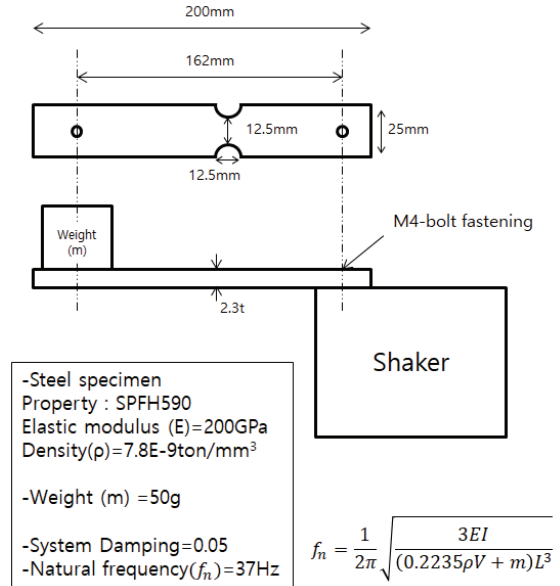 200mm
162mm
12.5mm
25mm
12.5mm
M4-bolt fastening
Weight
(m)
2.3t
Shaker
-Steel specimen
Property : SPFH590
Elastic modulus (E)=200GPa
Density(ρ)=7.8E-9ton/mm³
-Weight (m) =50g
-System Damping=0.05
-Natural frequency(fₙ)=37Hz
fₙ = 1/2π √(3EI/((0.2235ρV + m)L³))